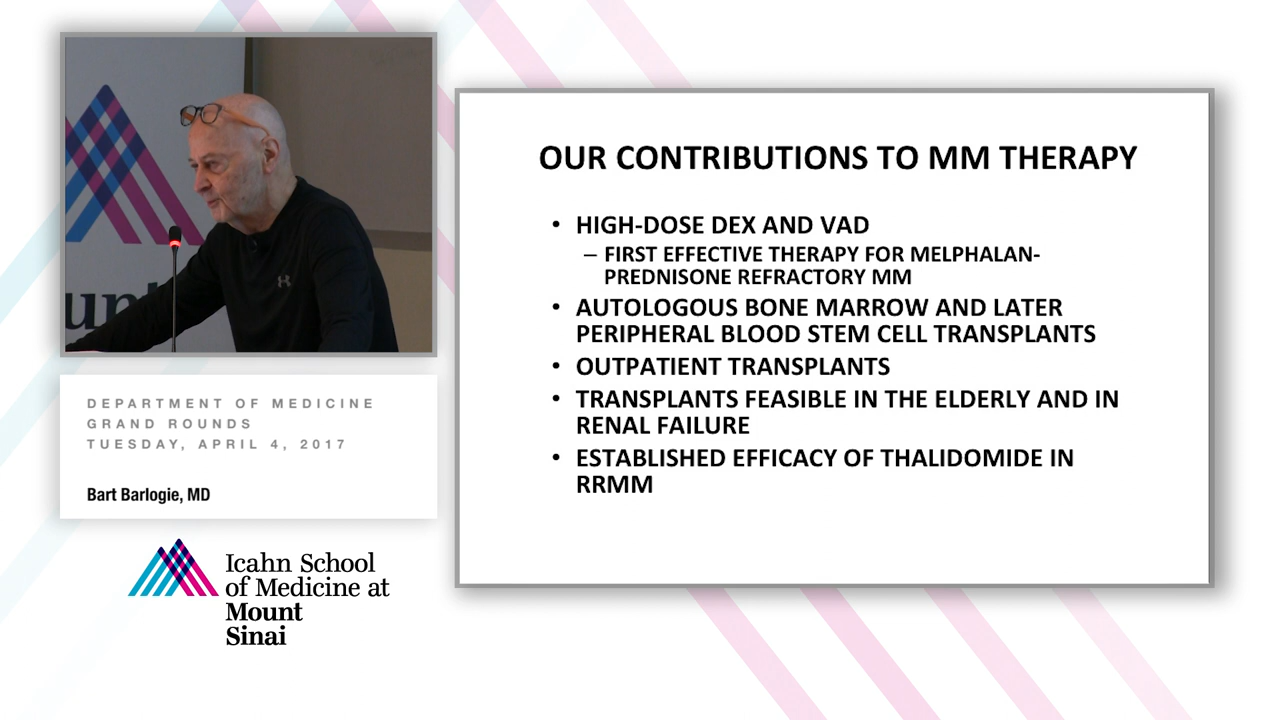 DEPARTMENT OF MEDICINE
GRAND ROUNDS
TUESDAY, APRIL 4, 2017
Bart Barlogie, MD
Icahn School
of Medicine at
Mount
Sinai
OUR CONTRIBUTIONS TO MM THERAPY
• HIGH-DOSE DEX AND VAD
– FIRST EFFECTIVE THERAPY FOR MELPHALAN-
PREDNISONE REFRACTORY MM
• AUTOLOGOUS BONE MARROW AND LATER
PERIPHERAL BLOOD STEM CELL TRANSPLANTS
• OUTPATIENT TRANSPLANTS
• TRANSPLANTS FEASIBLE IN THE ELDERLY AND IN
RENAL FAILURE
• ESTABLISHED EFFICACY OF THALIDOMIDE IN
RRMM